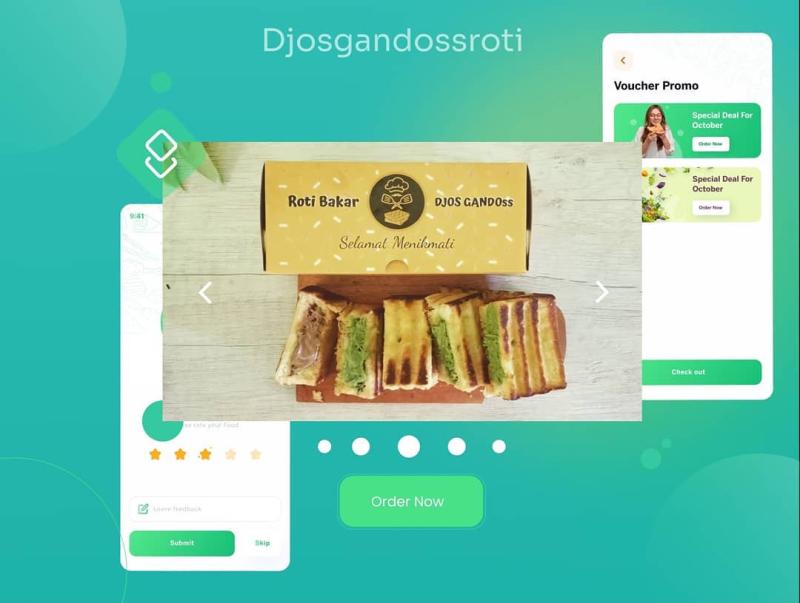 Djosgandossroti
Voucher Promo
Special Deal For
October
Order Now
Special Deal For
October
Order Now
Check out
9:41
Roti Bakar
DJOS GANDOSS
Selamat Menikmati
rate your Food
Leave feedback
Submit
Skip
Order Now